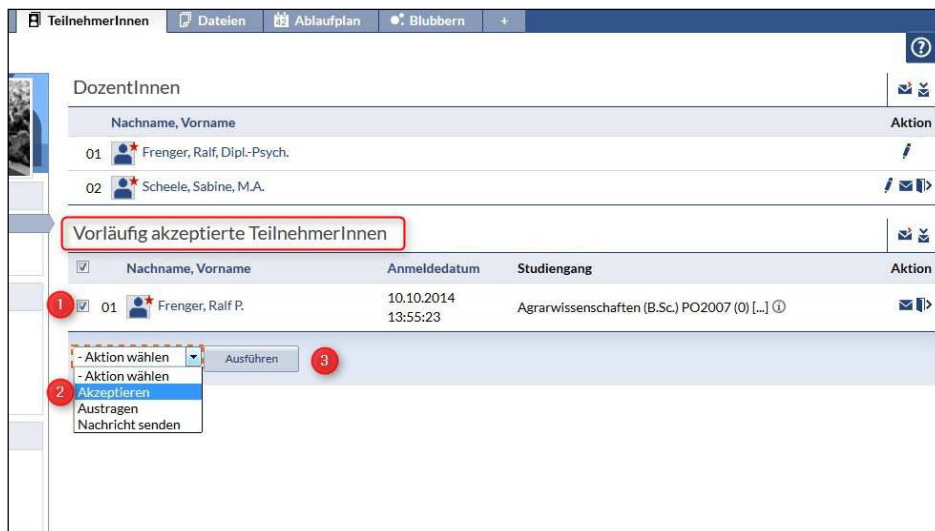 TeilnehmerInnen Dateien 42 Ablaufplan Blubbern +
?
DozentInnen
Nachname, Vorname Aktion
01 Frenger, Ralf, Dipl.-Psych.
02 Scheele, Sabine, M.A.
Vorläufig akzeptierte TeilnehmerInnen
Nachname, Vorname Anmeldedatum Studiengang Aktion
1 01 Frenger, Ralf P. 10.10.2014 Agrarwissenschaften (B.Sc.) PO2007 (0) [...]
13:55:23
- Aktion wählen Ausführen 3
- Aktion wählen
2 Akzeptieren
Austragen
Nachricht senden